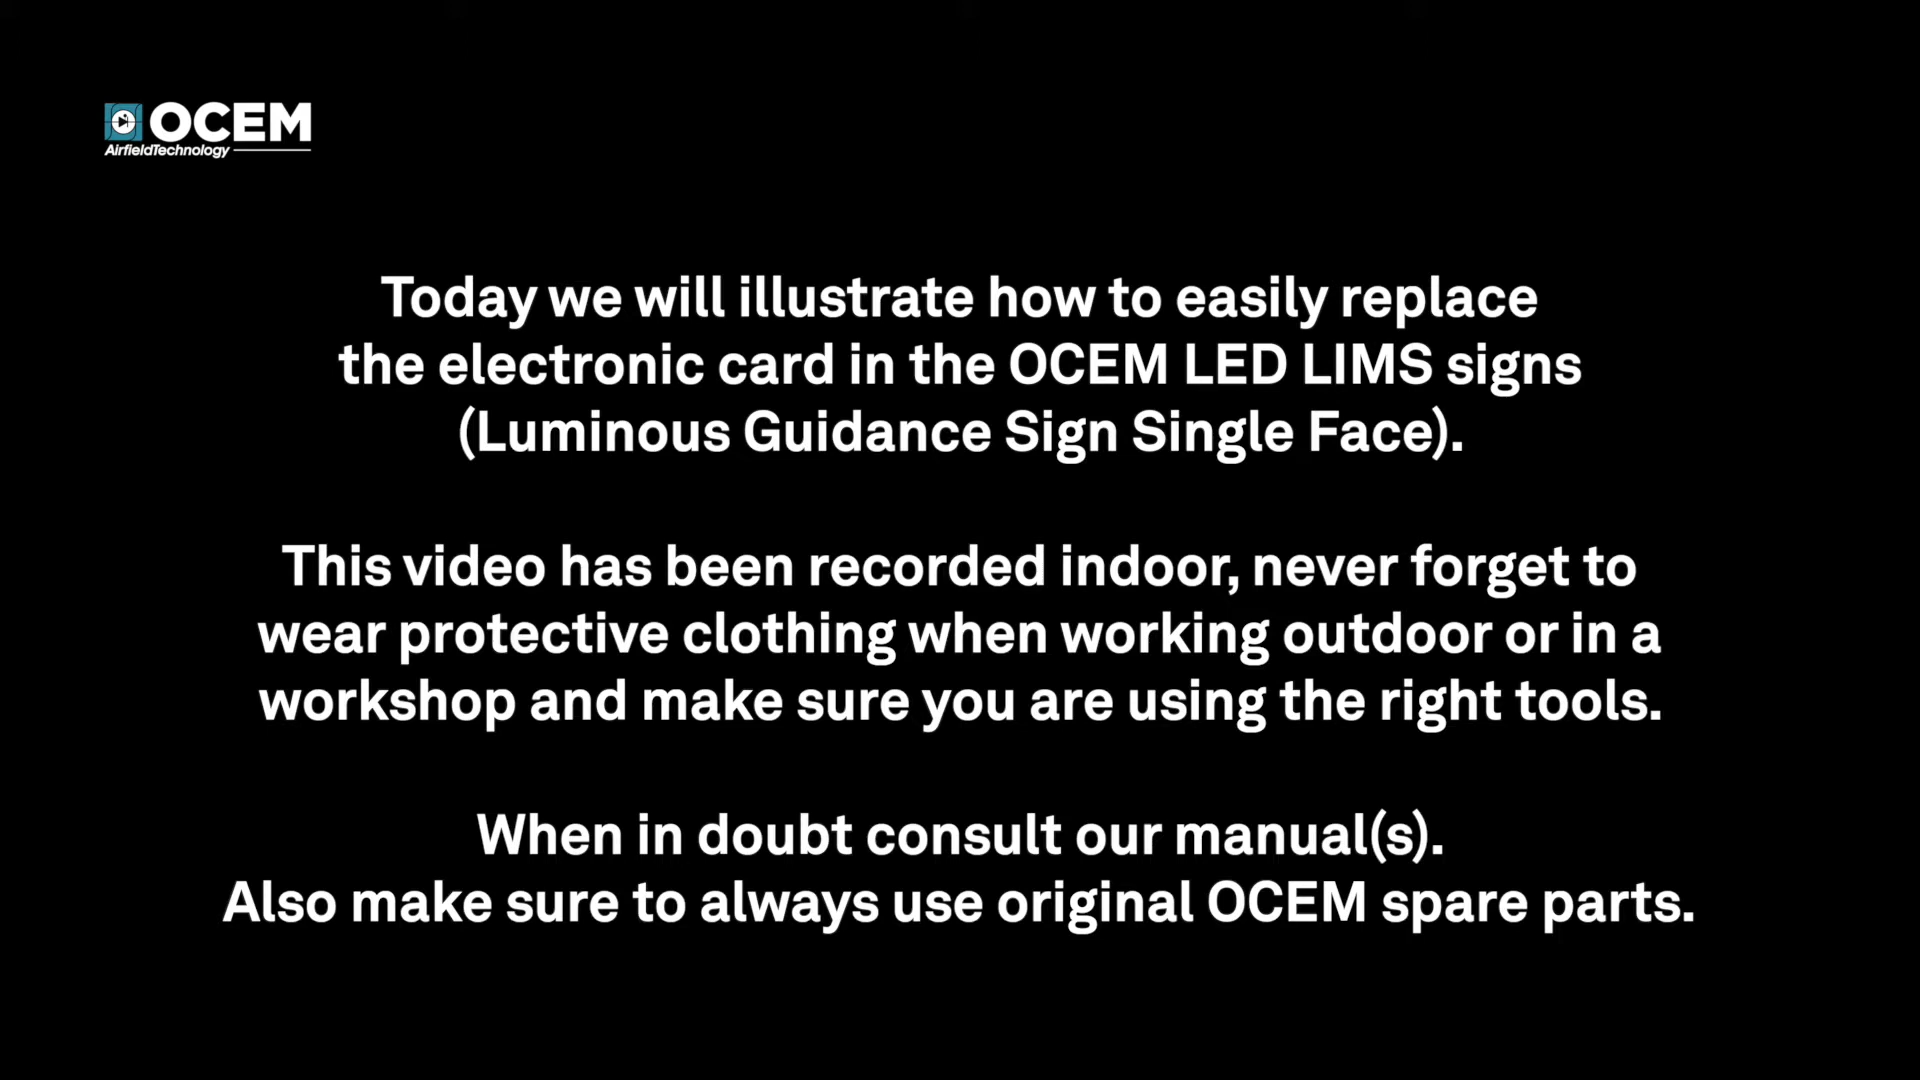 OCEM
AirfieldTechnology
Today we will illustrate how to easily replace
the electronic card in the OCEM LED LIMS signs
(Luminous Guidance Sign Single Face).
This video has been recorded indoor, never forget to
wear protective clothing when working outdoor or in a
workshop and make sure you are using the right tools.
When in doubt consult our manual(s).
Also make sure to always use original OCEM spare parts.